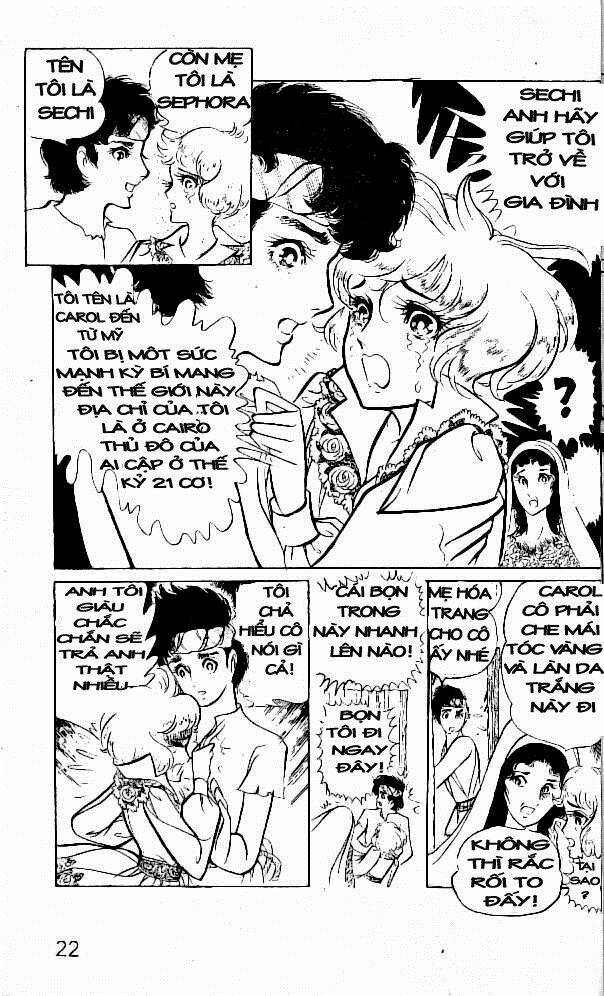 TÊN
TÔI LÀ
SECHI
CÒN MẸ
TÔI LÀ
SEPHORA
SECHI
ANH HÃY
GIÚP TÔI
TRỞ VỀ
VỚI
GIA ĐÌNH
TÔI TÊN LÀ
CAROL ĐẾN
TỪ MỸ
TÔI BỊ MÔT SỨC
MẠNH KỲ BÍ MANG
ĐẾN THẾ GIỚI NÀY
ĐỊA CHỈ CỦA TÔI
LÀ Ở CAIRO
THỦ ĐÔ CỦA
AI CẬP Ở THẾ
KỶ 21 CƠ!
?
ANH TÔI
GIÀU
CHẮC
CHẮN SẼ
TRẢ ANH
THẬT
NHIỀU
TÔI
CHẢ
HIỂU CÔ
NÓI GÌ
CẢ!
CÁI BỌN
TRONG
NÀY NHANH
LÊN NÀO!
BỌN
TÔI ĐI
NGAY
ĐÂY!
MẸ HÓA
TRANG
CHO CÔ
ẤY NHÉ
CAROL
CÔ PHẢI
CHE MÁI
TÓC VÀNG
VÀ LÀN DA
TRẮNG
NÀY ĐI
KHÔNG
THÌ RẮC
RỐI TO
ĐẤY!
TẠI
SAO
?
22